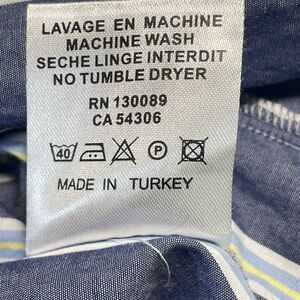 LAVAGE EN MACHINE
MACHINE WASH
SECHE LINGE INTERDIT
NO TUMBLE DRYER
RN 130089
CA 54306
40 P
MADE IN TURKEY